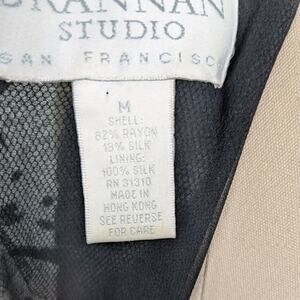 STUDIO
SAN FRANCISC
M
SHELL:
82% RAYON
18% SILK
LINING:
100% SILK
RN 31310
MADE IN
HONG KONG
SEE REVERSE
FOR CARE